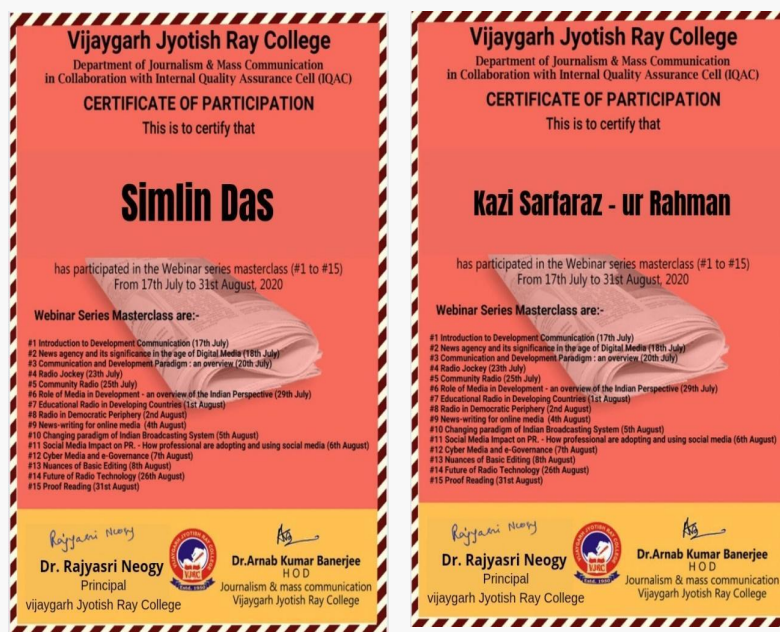 Vijaygarh Jyotish Ray College
Department of Journalism & Mass Communication
in Collaboration with Internal Quality Assurance Cell (IQAC)
CERTIFICATE OF PARTICIPATION
This is to certify that
Simlin Das
has participated in the Webinar series masterclass (#1 to #15)
From 17th July to 31st August, 2020
Webinar Series Masterclass are:-
#1 Introduction to Development Communication (17th July)
#2 News agency and its significance in the age of Digital Media (18th July)
#3 Communication and Development Paradigm : an overview (20th July)
#4 Radio Jockey (23th July)
#5 Community Radio (25th July)
#6 Role of Media in Development - an overview of the Indian Perspective (29th July)
#7 Educational Radio in Developing Countries (1st August)
#8 Radio in Democratic Periphery (2nd August)
#9 News-writing for online media (4th August)
#10 Changing paradigm of Indian Broadcasting System (5th August)
#11 Social Media Impact on PR. - How professional are adopting and using social media (6th August)
#12 Cyber Media and e-Governance (7th August)
#13 Nuances of Basic Editing (8th August)
#14 Future of Radio Technology (26th August)
#15 Proof Reading (31st August)
Rajyasri Neogy
Dr. Rajyasri Neogy
Principal
vijaygarh Jyotish Ray College
VJRC
Dr.Arnab Kumar Banerjee
H O D
Journalism & mass communication
Vijaygarh Jyotish Ray College
Vijaygarh Jyotish Ray College
Department of Journalism & Mass Communication
in Collaboration with Internal Quality Assurance Cell (IQAC)
CERTIFICATE OF PARTICIPATION
This is to certify that
Kazi Sarfaraz - ur Rahman
has participated in the Webinar series masterclass (#1 to #15)
From 17th July to 31st August, 2020
Webinar Series Masterclass are:-
#1 Introduction to Development Communication (17th July)
#2 News agency and its significance in the age of Digital Media (18th July)
#3 Communication and Development Paradigm : an overview (20th July)
#4 Radio Jockey (23th July)
#5 Community Radio (25th July)
#6 Role of Media in Development - an overview of the Indian Perspective (29th July)
#7 Educational Radio in Developing Countries (1st August)
#8 Radio in Democratic Periphery (2nd August)
#9 News-writing for online media (4th August)
#10 Changing paradigm of Indian Broadcasting System (5th August)
#11 Social Media Impact on PR. - How professional are adopting and using social media (6th August)
#12 Cyber Media and e-Governance (7th August)
#13 Nuances of Basic Editing (8th August)
#14 Future of Radio Technology (26th August)
#15 Proof Reading (31st August)
Rajyasri Neogy
Dr. Rajyasri Neogy
Principal
vijaygarh Jyotish Ray College
VJRC
Dr.Arnab Kumar Banerjee
H O D
Journalism & mass communication
Vijaygarh Jyotish Ray College